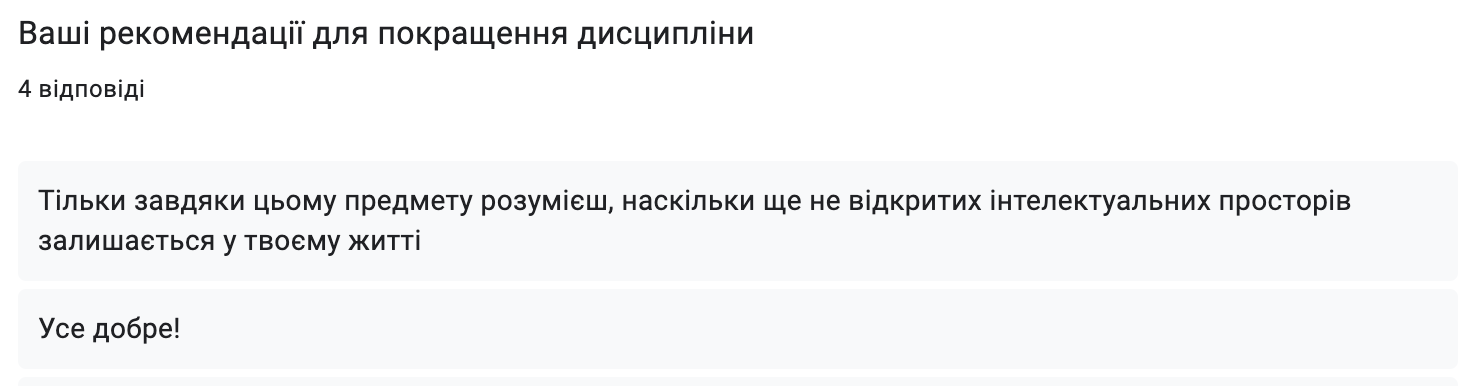 Ваші рекомендації для покращення дисципліни
4 відповіді
Тільки завдяки цьому предмету розумієш, наскільки ще не відкритих інтелектуальних просторів
залишається у твоєму житті
Усе добре!